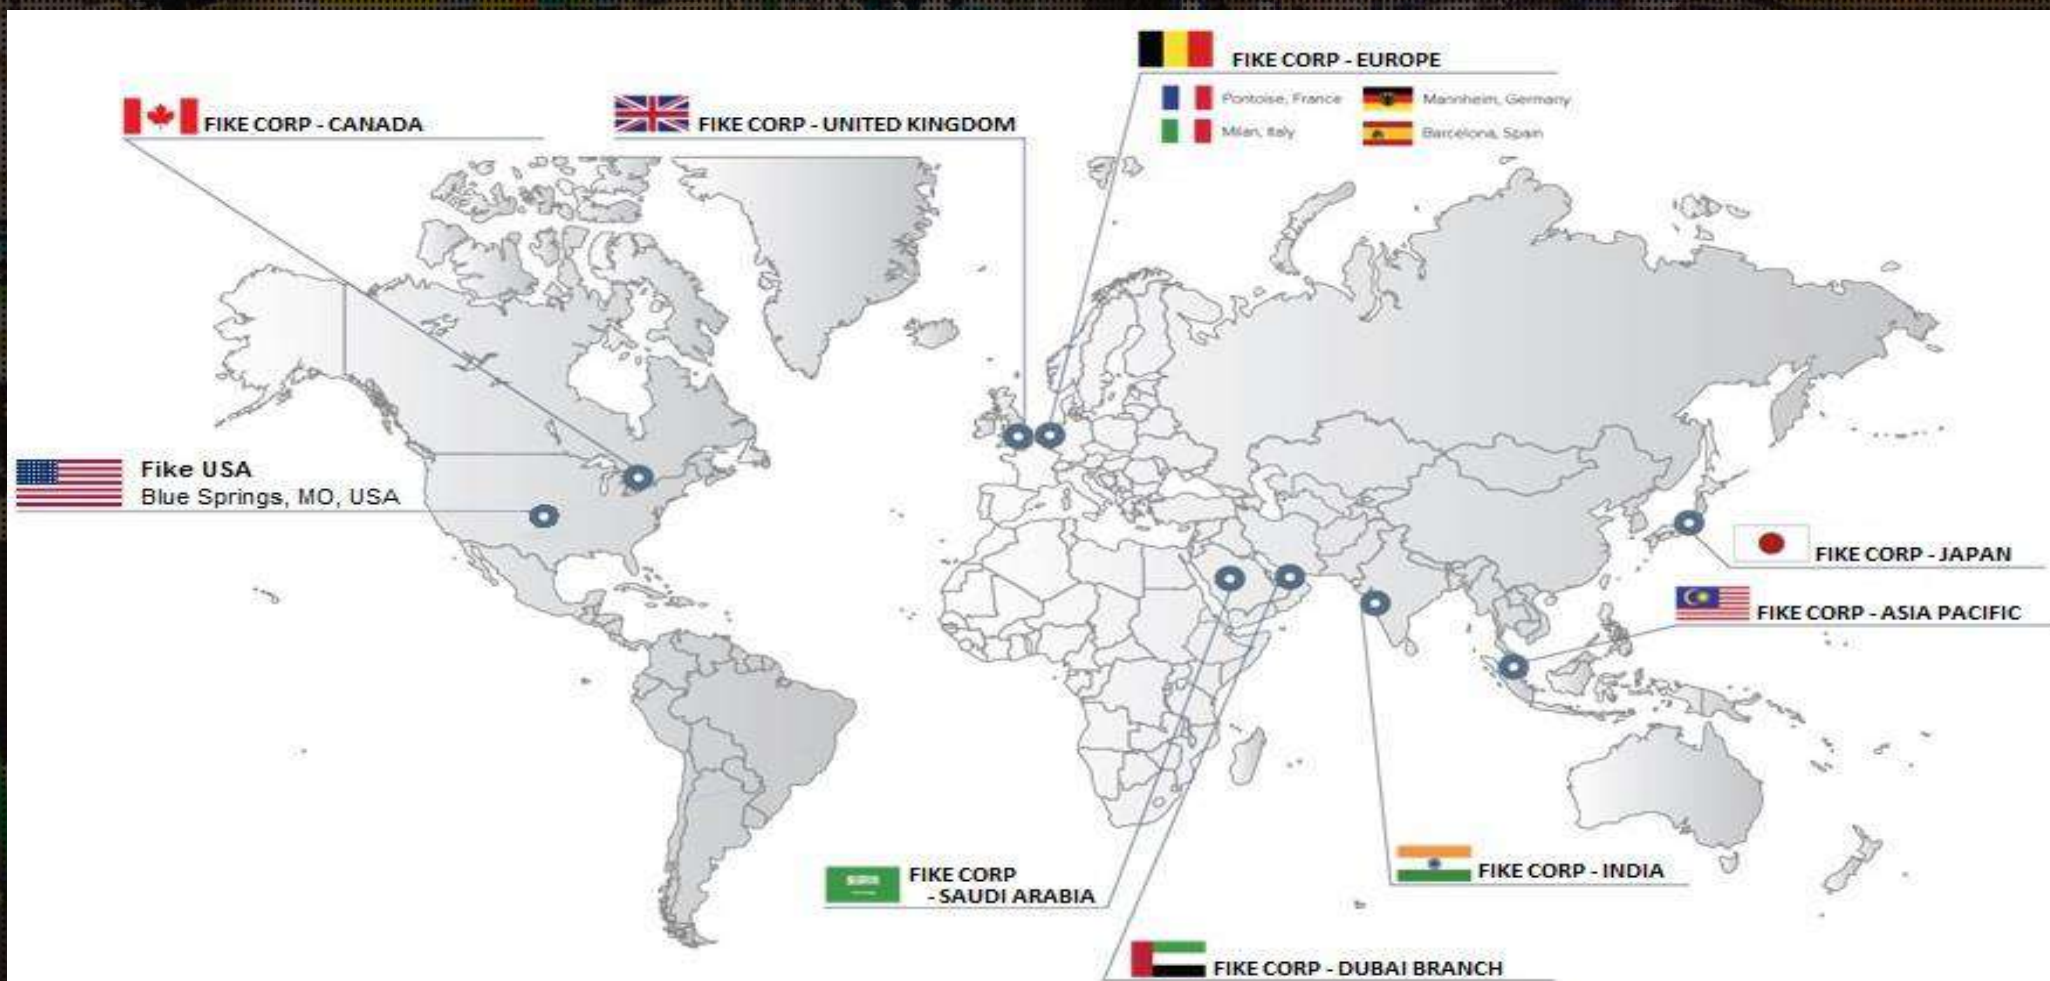 FIKE CORP - EUROPE
Pontoise, France
Mannheim, Germany
Milan, Italy
Barcelona, Spain
FIKE CORP - CANADA
FIKE CORP - UNITED KINGDOM
Fike USA
Blue Springs, MO, USA
FIKE CORP - JAPAN
FIKE CORP - ASIA PACIFIC
FIKE CORP
- SAUDI ARABIA
FIKE CORP - INDIA
FIKE CORP - DUBAI BRANCH